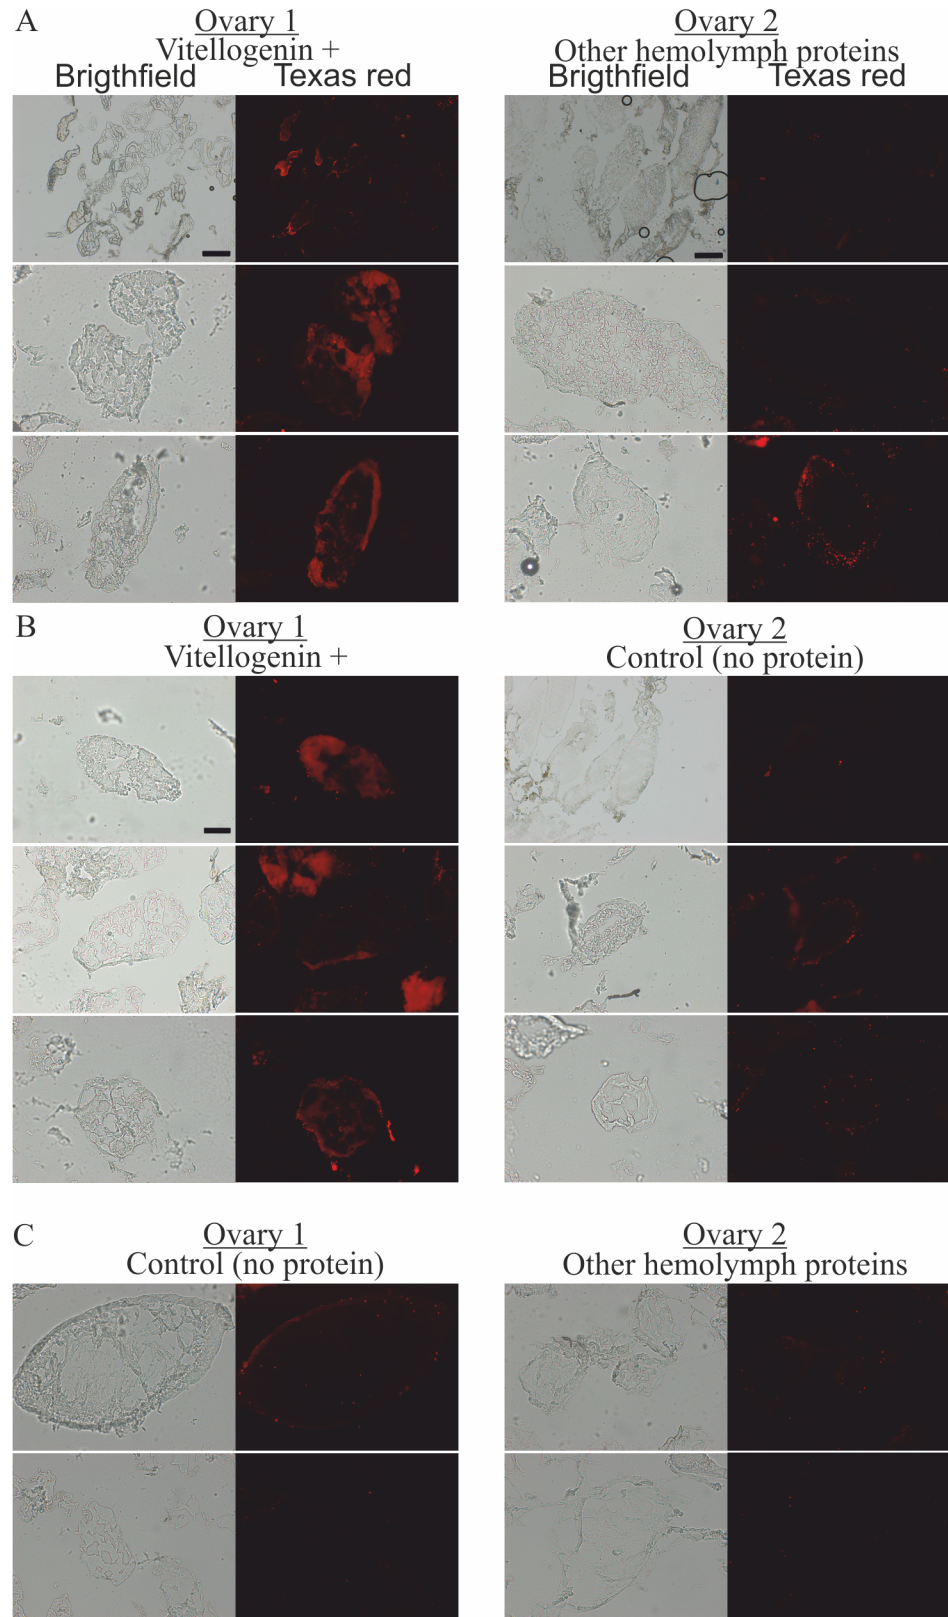 A
Ovary 1
Vitellogenin +
Brigthfield Texas red
Ovary 2
Other hemolymph proteins
Brigthfield Texas red
B
Ovary 1
Vitellogenin +
Ovary 2
Control (no protein)
C
Ovary 1
Control (no protein)
Ovary 2
Other hemolymph proteins